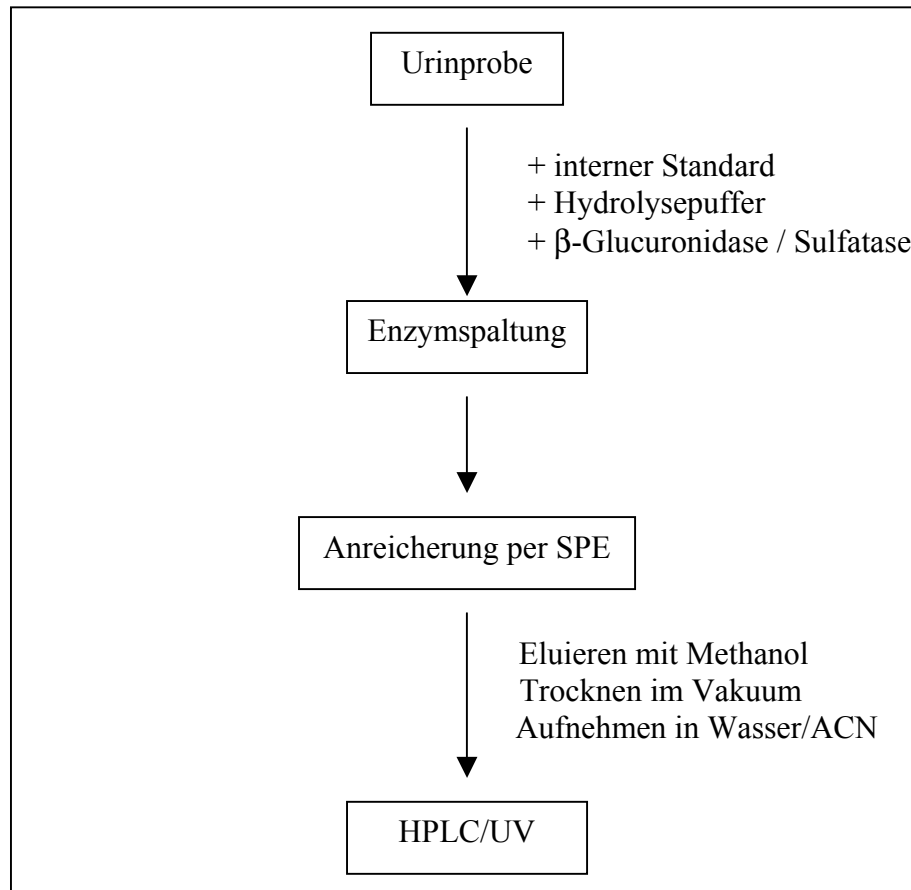 Urinprobe
+ interner Standard
+ Hydrolysepuffer
+ β-Glucuronidase / Sulfatase
Enzymspaltung
Anreicherung per SPE
Eluieren mit Methanol
Trocknen im Vakuum
Aufnehmen in Wasser/ACN
HPLC/UV